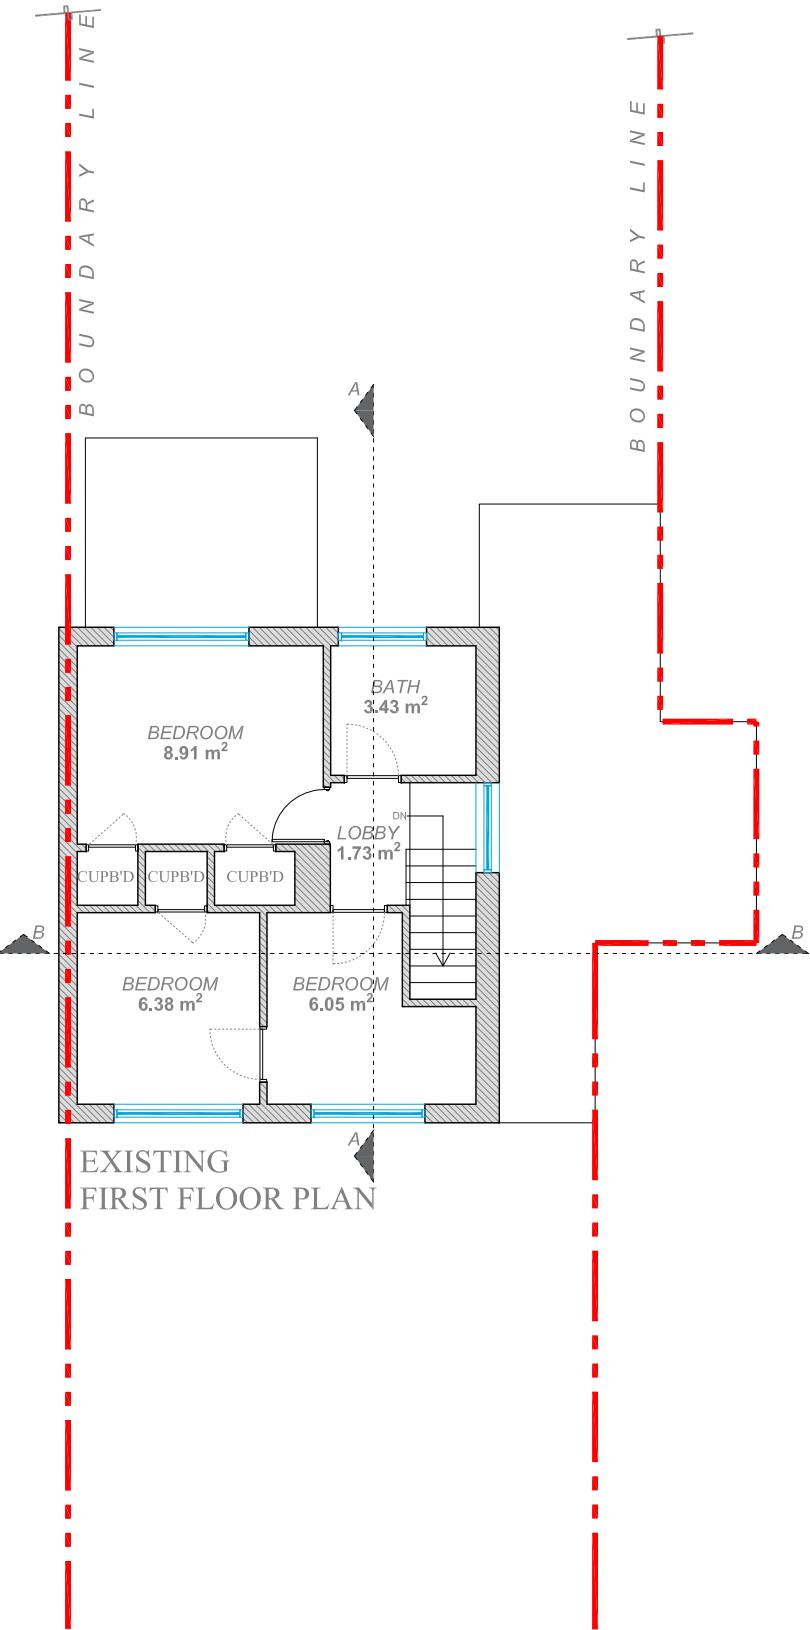 BOUNDARY LINE
BOUNDARY LINE
A
BATH
3.43 m²
BEDROOM
8.91 m²
DN
LOBBY
1.73 m²
CUPB'D
CUPB'D
CUPB'D
B
B
BEDROOM
6.38 m²
BEDROOM
6.05 m²
A
EXISTING
FIRST FLOOR PLAN